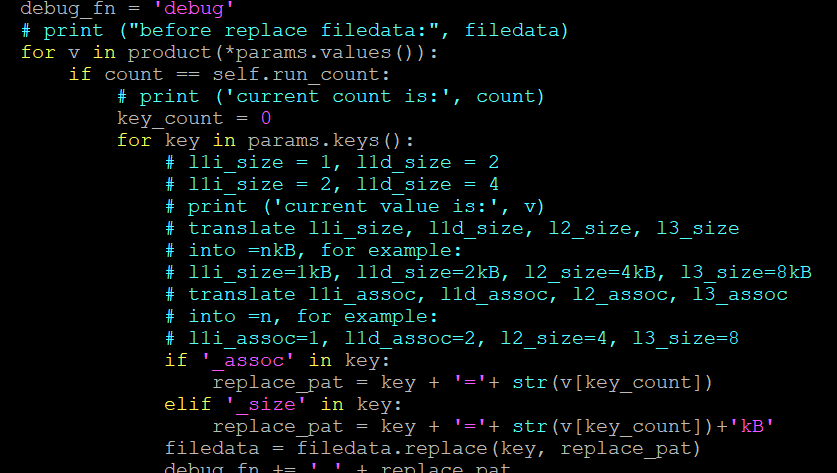 debug_fn = 'debug'
# print ("before replace filedata:", filedata)
for v in product(*params.values()):
    if count == self.run_count:
        # print ('current count is:', count)
        key_count = 0
        for key in params.keys():
            # l1i_size = 1, l1d_size = 2
            # l1i_size = 2, l1d_size = 4
            # print ('current value is:', v)
            # translate l1i_size, l1d_size, l2_size, l3_size
            # into =nkB, for example:
            # l1i_size=1kB, l1d_size=2kB, l2_size=4kB, l3_size=8kB
            # translate l1i_assoc, l1d_assoc, l2_assoc, l3_assoc
            # into =n, for example:
            # l1i_assoc=1, l1d_assoc=2, l2_size=4, l3_size=8
            if '_assoc' in key:
                replace_pat = key + '='+ str(v[key_count])
            elif '_size' in key:
                replace_pat = key + '='+ str(v[key_count])+'kB'
            filedata = filedata.replace(key, replace_pat)
            debug_fn += '_' + replace_pat